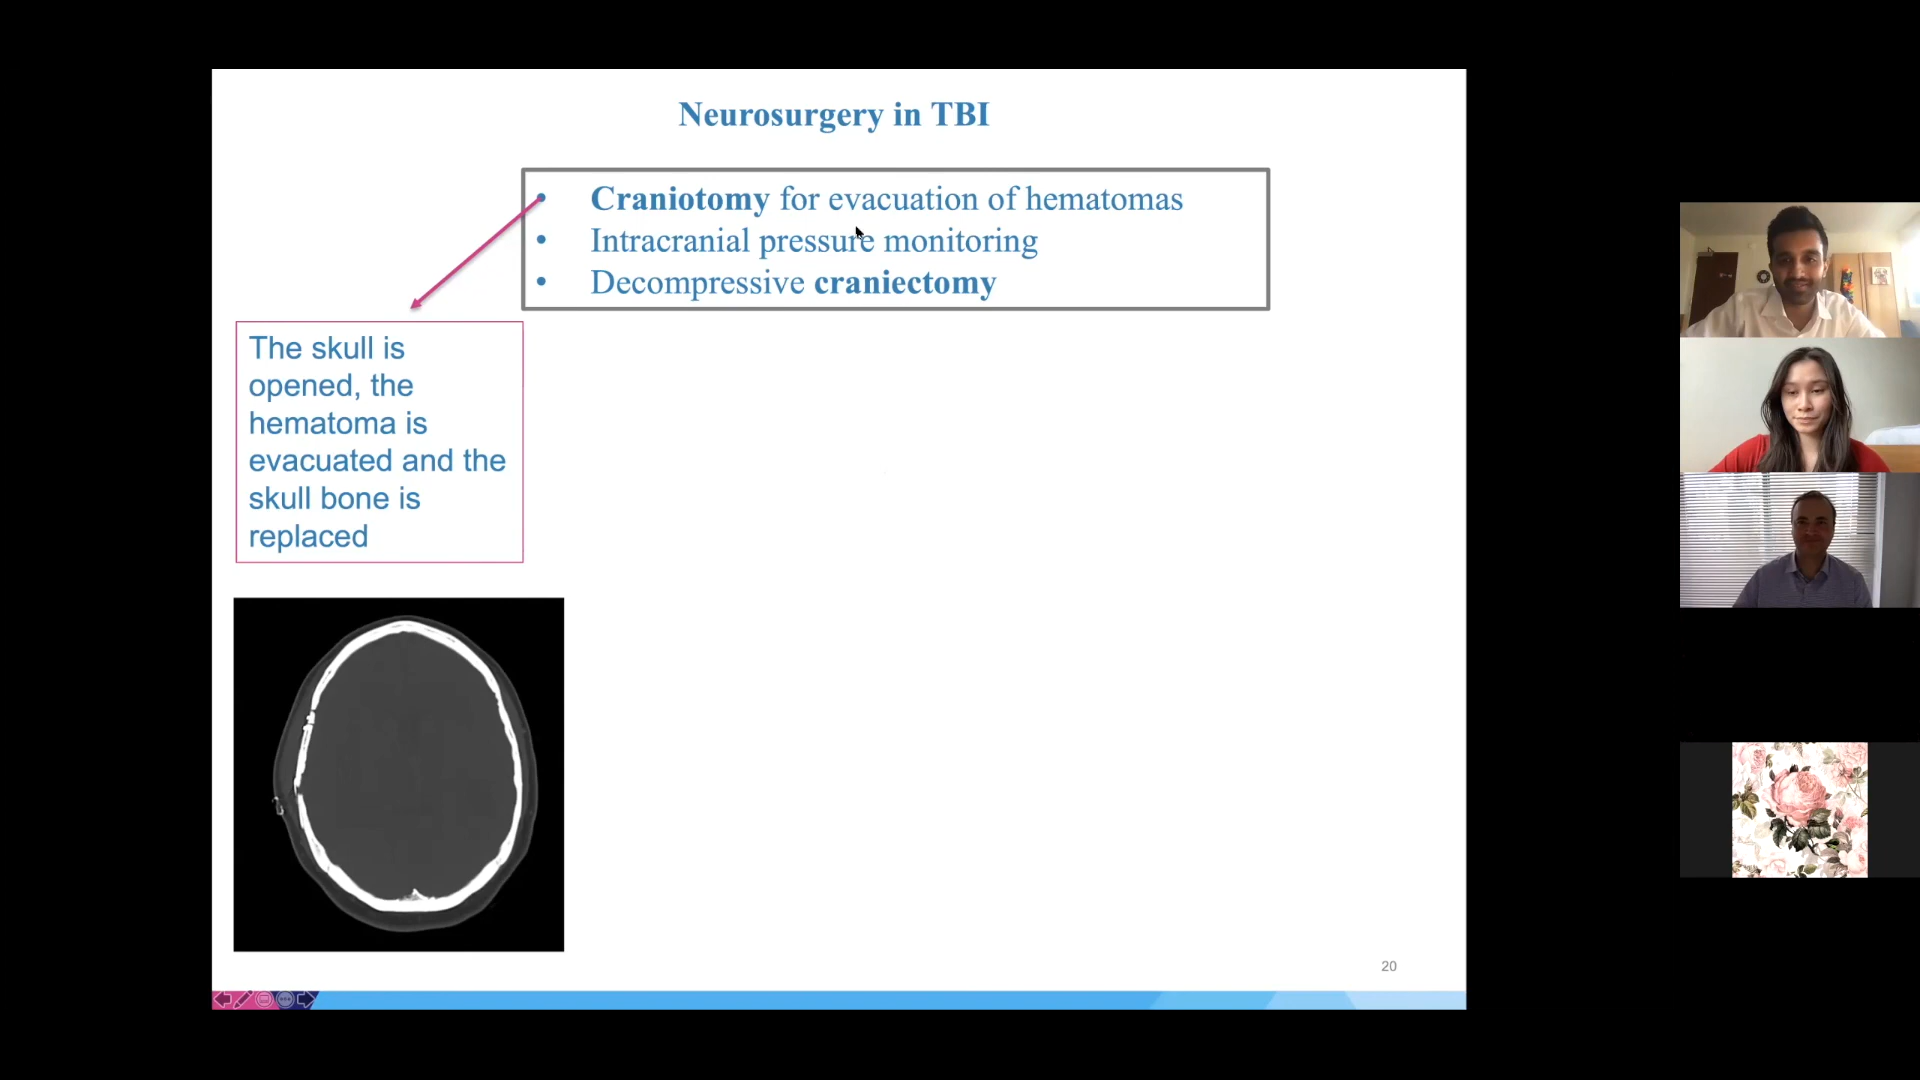 Neurosurgery in TBI
• Craniotomy for evacuation of hematomas
• Intracranial pressure monitoring
• Decompressive craniectomy
The skull is
opened, the
hematoma is
evacuated and the
skull bone is
replaced
20